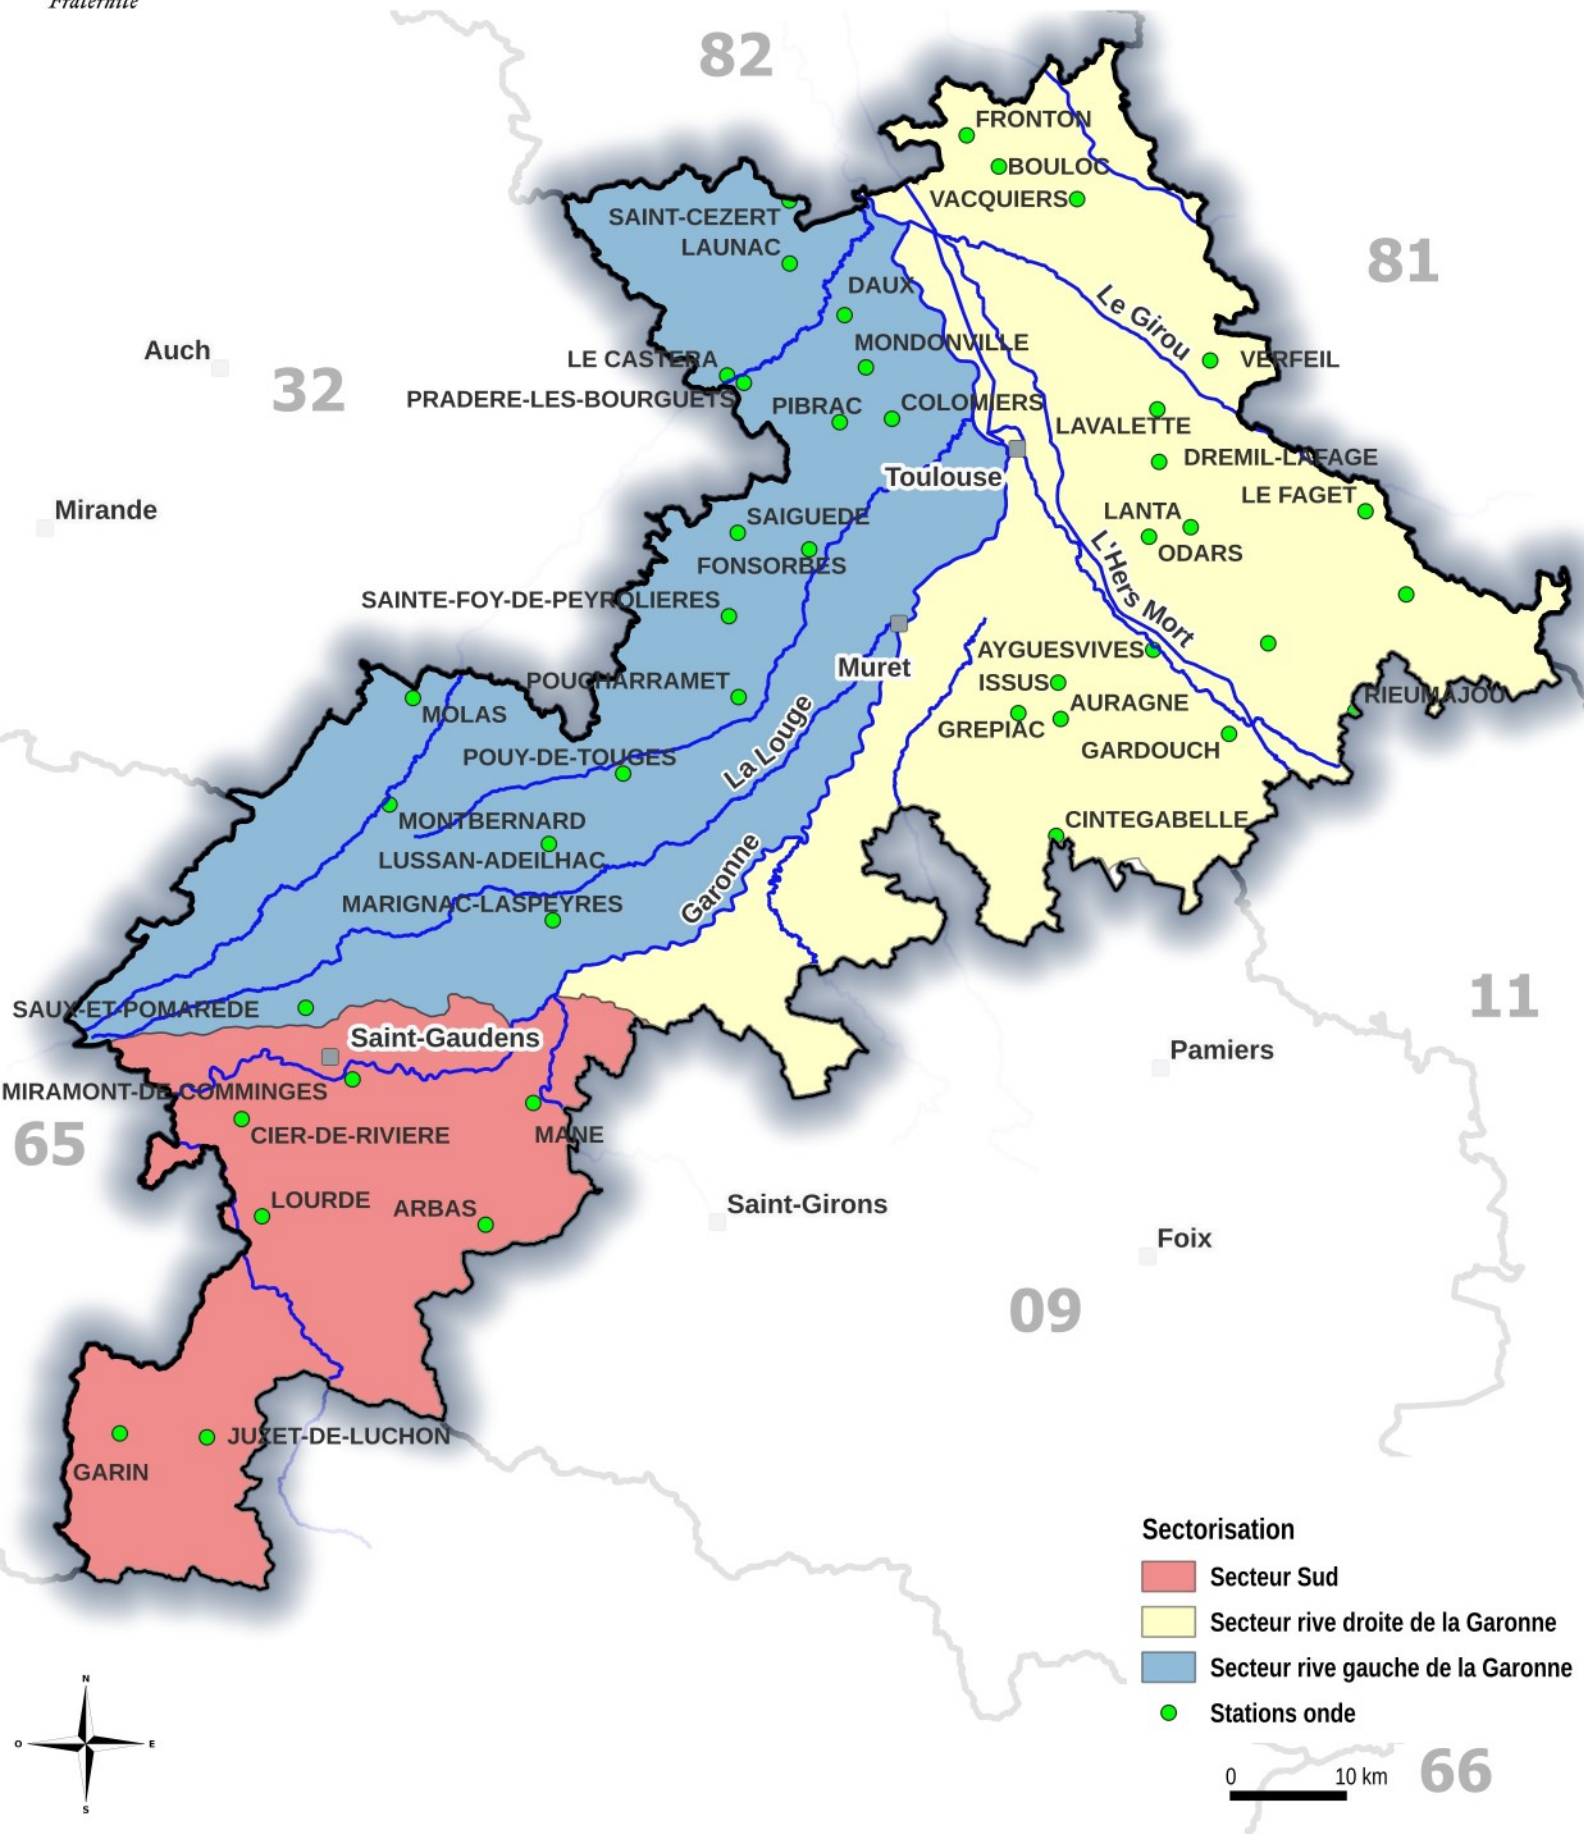 Fraternité
82
FRONTON
BOULOC
VACQUIERS
SAINT-CEZERT
LAUNAC
81
DAUX
Le Girou
MONDONVILLE
Auch
LE CASTERA
VERFEIL
32
PRADERE-LES-BOURGUETS
PIBRAC
COLOMIERS
LAVALETTE
DREMIL-LAFAGE
Toulouse
LE FAGET
Mirande
SAIGUEDE
LANTA
ODARS
FONSORBES
L'Hers Mort
SAINTE-FOY-DE-PEYROLIERES
AYGUESVIVES
Muret
POUCHARRAMET
ISSUS
RIEUMAJOU
AURAGNE
MOLAS
GREPIAC
La Louge
GARDOUCH
POUY-DE-TOUGES
MONTBERNARD
CINTEGABELLE
LUSSAN-ADEILHAC
Garonne
MARIGNAC-LASPEYRES
11
SAUX-ET-POMAREDE
Saint-Gaudens
Pamiers
MIRAMONT-DE-COMMINGES
65
CIER-DE-RIVIERE
MANE
LOURDE
ARBAS
Saint-Girons
Foix
09
JUZET-DE-LUCHON
GARIN
Sectorisation
Secteur Sud
Secteur rive droite de la Garonne
Secteur rive gauche de la Garonne
Stations onde
N
O
E
S
0
10 km
66